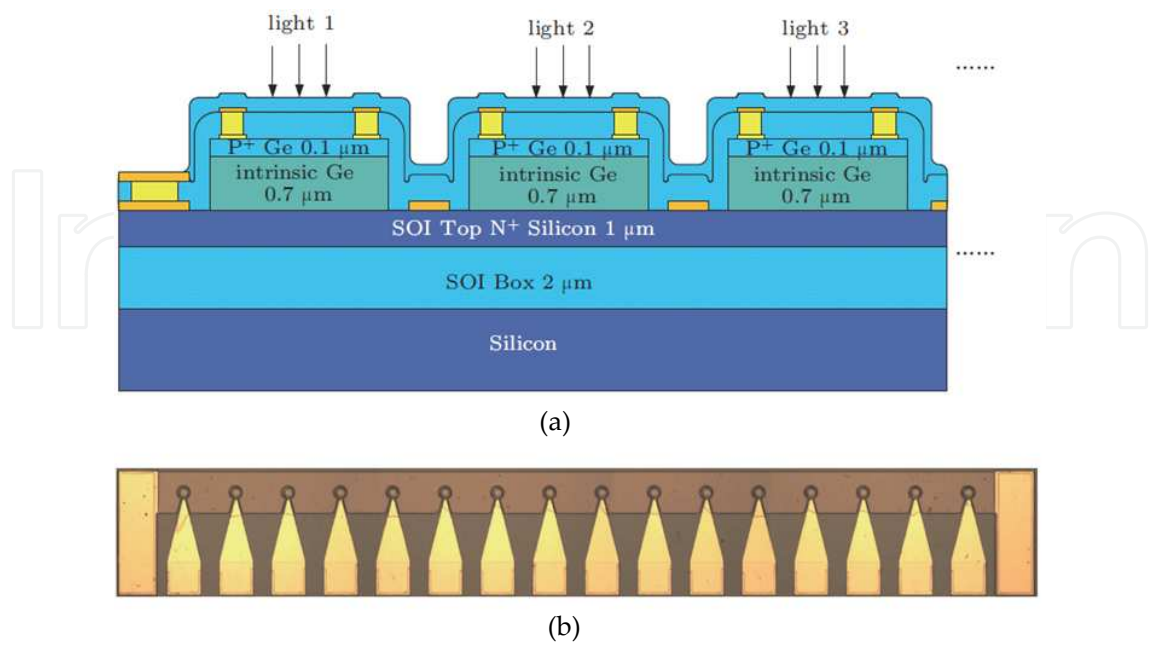 light 1
light 2
light 3
......
P⁺ Ge 0.1 μm
P⁺ Ge 0.1 μm
P⁺ Ge 0.1 μm
intrinsic Ge
0.7 μm
intrinsic Ge
0.7 μm
intrinsic Ge
0.7 μm
SOI Top N⁺ Silicon 1 μm
......
SOI Box 2 μm
Silicon
(a)
(b)